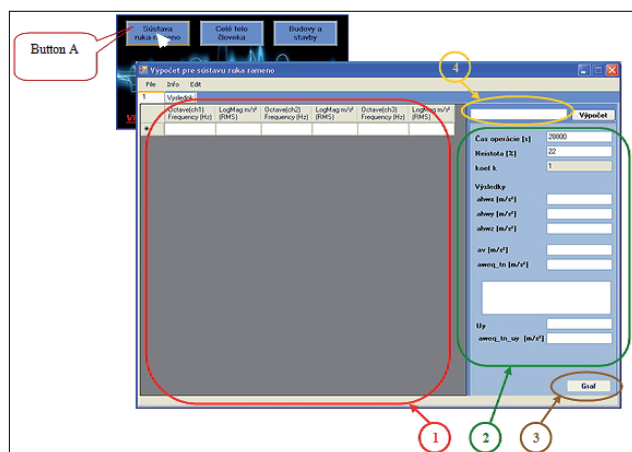 Button A
Sústava
ruka-rameno
Celé telo
človeka
Budovy a
stavby
Výpočet pre sústavu ruka rameno
4
File Info Edit
1 Výsledok
Octave(ch1)
Frequency (Hz)
LogMag m/s²
(RMS)
Octave(ch2)
Frequency (Hz)
LogMag m/s²
(RMS)
Octave(ch3)
Frequency (Hz)
LogMag m/s²
(RMS)
Výpočet
Čas operácie [s] 28800
Neistota [%] 22
koef k 1
Výsledky
ahwx [m/s²]
ahwy [m/s²]
ahwz [m/s²]
av [m/s²]
aweq_tn [m/s²]
Uy
aweq_tn_uy [m/s²]
Graf
1
2
3